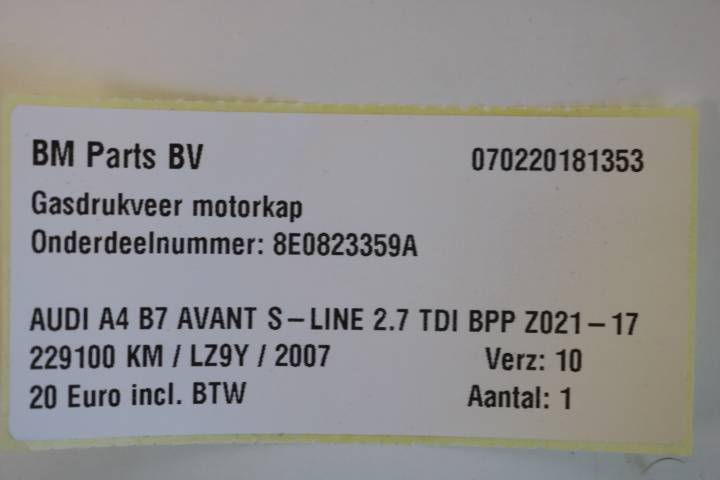 BM Parts BV 070220181353
Gasdrukveer motorkap
Onderdeelnummer: 8E0823359A
AUDI A4 B7 AVANT S-LINE 2.7 TDI BPP Z021-17
229100 KM / LZ9Y / 2007 Verz: 10
20 Euro incl. BTW Aantal: 1